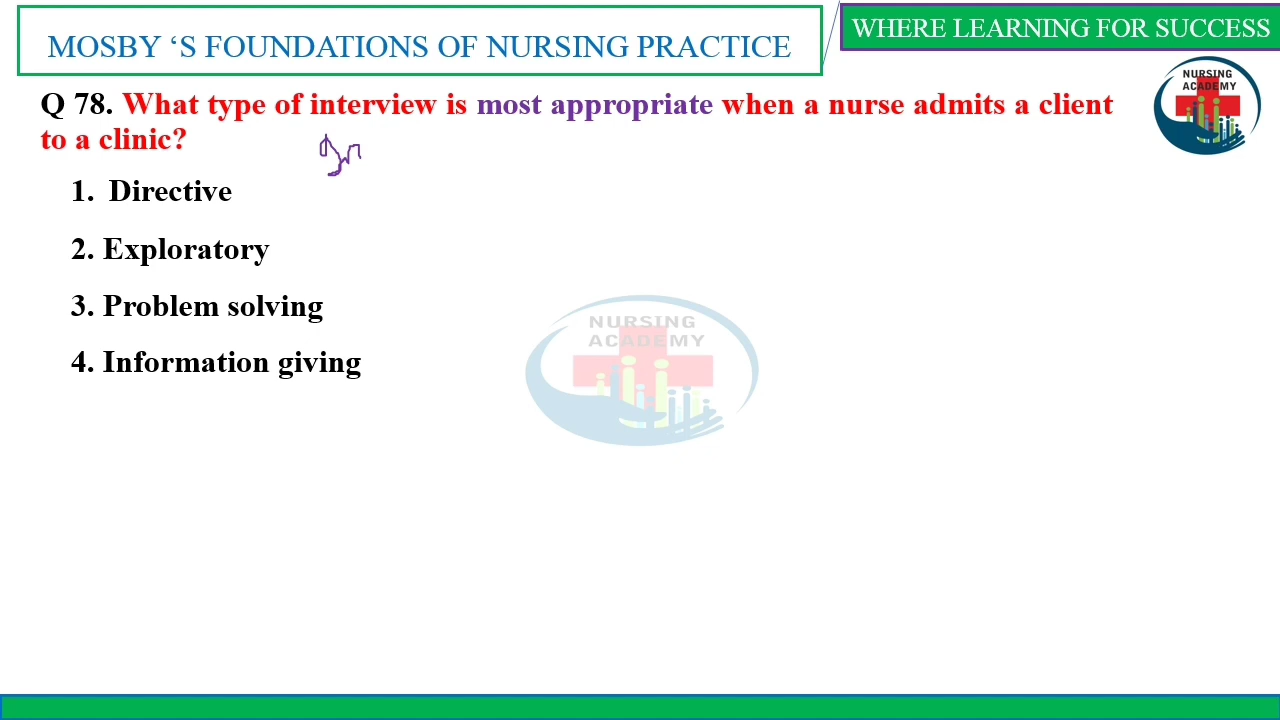 MOSBY ‘S FOUNDATIONS OF NURSING PRACTICE
WHERE LEARNING FOR SUCCESS
NURSING
ACADEMY
Q 78. What type of interview is most appropriate when a nurse admits a client
to a clinic?
1. Directive
2. Exploratory
3. Problem solving
4. Information giving
NURSING
ACADEMY